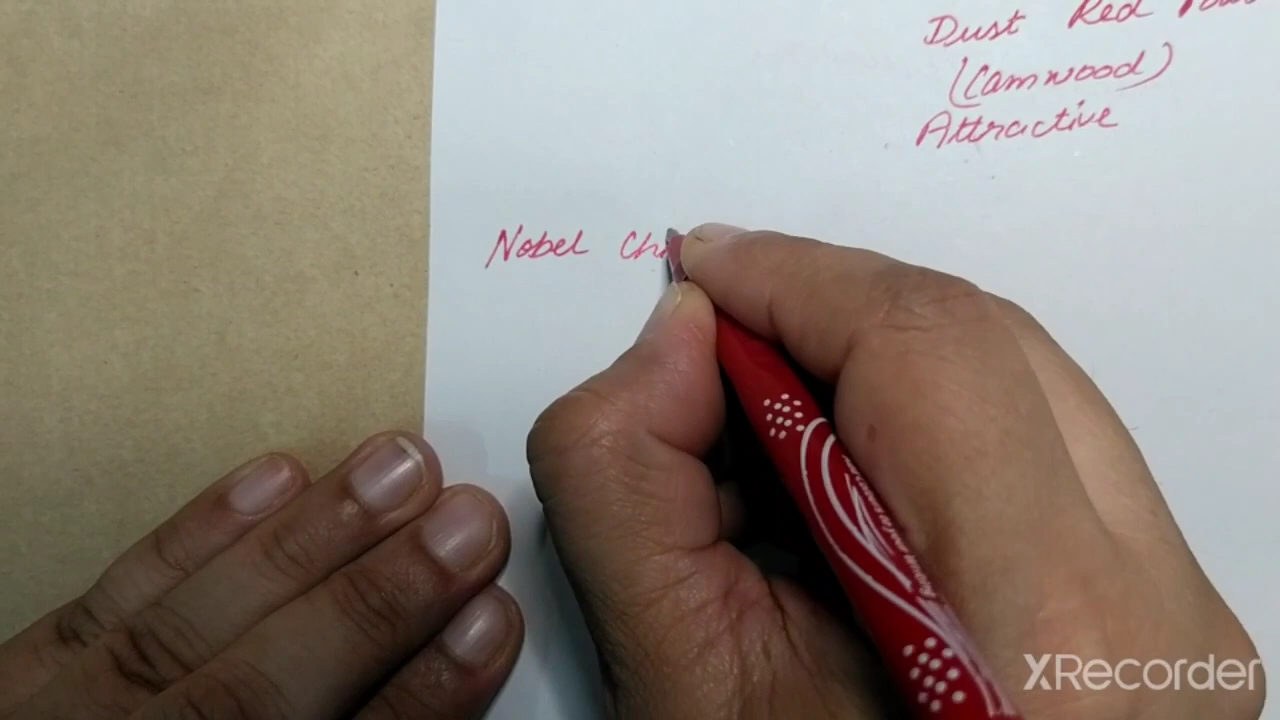 Dust Red
(Camwood)
Attractive
Nobel
XRecorder